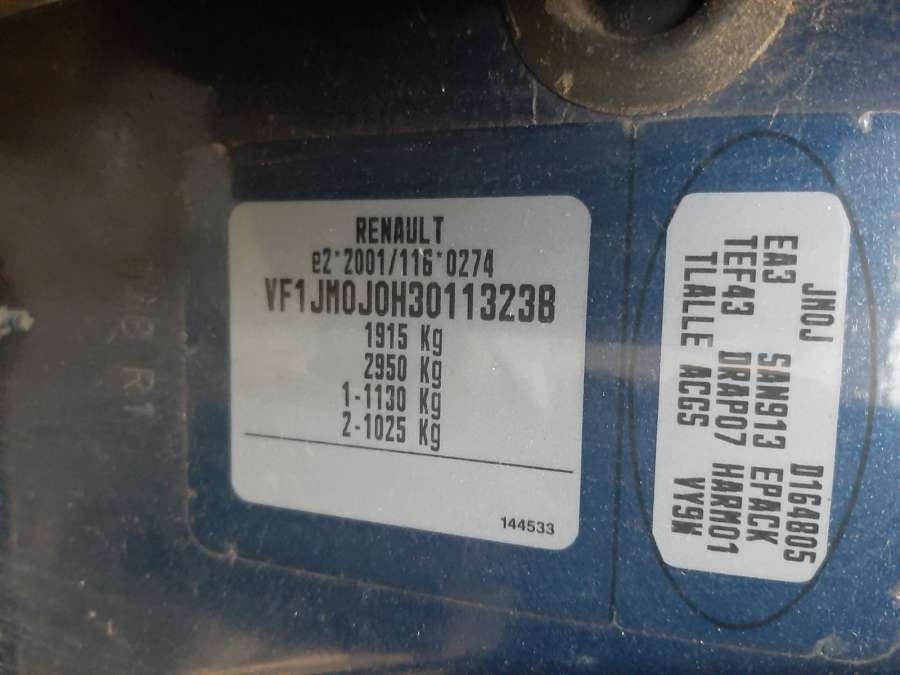 RENAULT
e2*2001/116*0274
VF1JM0J0H30113238
1915 Kg
2950 Kg
1-1130 Kg
2-1025 Kg
144533
JM0J D164805
EA3 SAN913 EPACK
TEF43 DRAP07 HARM01
TLALLE ACGS VY9W